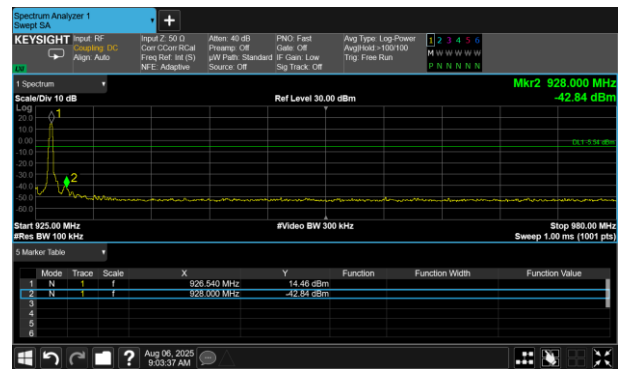 Spectrum Analyzer 1
Swept SA
KEYSIGHT Input: RF Input Z: 50 Ω Atten: 40 dB PNO: Fast Avg Type: Log-Power 1 2 3 4 5 6
Coupling: DC Corr CCorr RCal Preamp: Off Gate: Off Avg|Hold:>100/100 M W W W W W
Align: Auto Freq Ref: Int (S) µW Path: Standard IF Gain: Low Trig: Free Run
NFE: Adaptive Source: Off Sig Track: Off P N N N N N
1 Spectrum Mkr2 928.000 MHz
Scale/Div 10 dB Ref Level 30.00 dBm -42.84 dBm
Log
20.0
10.0
0.00
DL1 -5.54 dBm
-10.0
-20.0
-30.0
-40.0
-50.0
-60.0
1
2
Start 925.00 MHz #Video BW 300 kHz Stop 980.00 MHz
#Res BW 100 kHz Sweep 1.00 ms (1001 pts)
5 Marker Table
Mode Trace Scale X Y Function Function Width Function Value
1 N 1 f 926.540 MHz 14.46 dBm
2 N 1 f 928.000 MHz -42.84 dBm
3
4
5
6
? Aug 06, 2025
9:03:37 AM